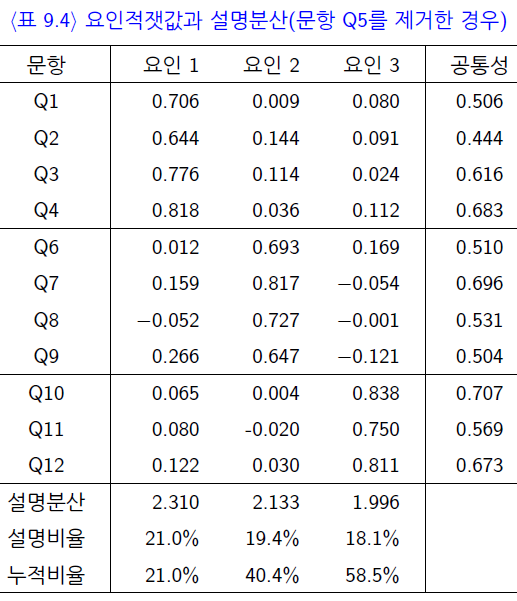 〈표 9.4〉 요인적잿값과 설명분산(문항 Q5를 제거한 경우)
문항 요인 1 요인 2 요인 3 공통성
Q1 0.706 0.009 0.080 0.506
Q2 0.644 0.144 0.091 0.444
Q3 0.776 0.114 0.024 0.616
Q4 0.818 0.036 0.112 0.683
Q6 0.012 0.693 0.169 0.510
Q7 0.159 0.817 −0.054 0.696
Q8 −0.052 0.727 −0.001 0.531
Q9 0.266 0.647 −0.121 0.504
Q10 0.065 0.004 0.838 0.707
Q11 0.080 -0.020 0.750 0.569
Q12 0.122 0.030 0.811 0.673
설명분산 2.310 2.133 1.996
설명비율 21.0% 19.4% 18.1%
누적비율 21.0% 40.4% 58.5%